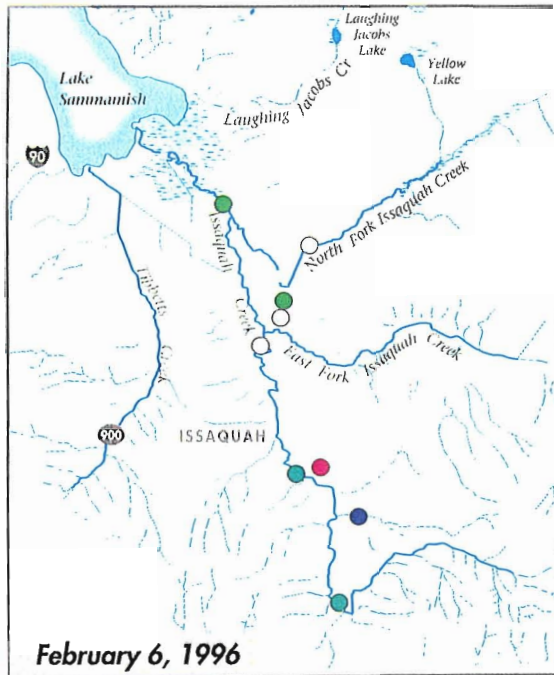 Laughing
Jacobs
Lake
Yellow
Lake
Lake
Sammamish
Laughing Jacobs Cr
90
North Fork Issaquah Creek
Issaquah
Creek
Tibbetts Creek
East Fork Issaquah Creek
900
ISSAQUAH
February 6, 1996